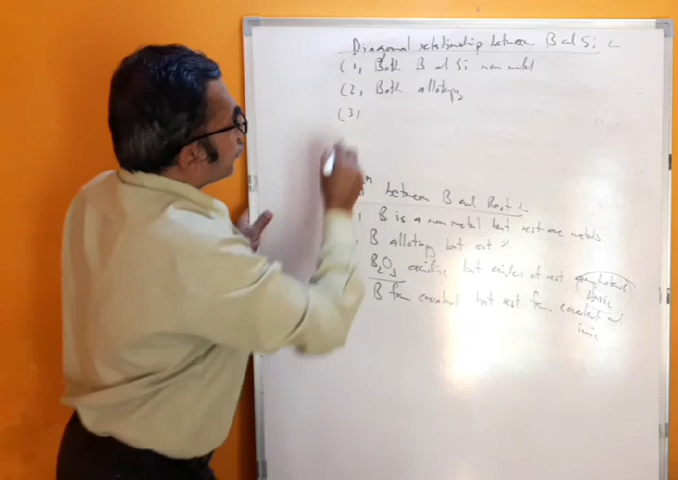 Diagonal relationship between B and Si
(1, Both B and Si non metal
(2, Both allotropy
(3)
n between B and Rest
, B is a non metal but rest are metals
, B allotropy but rest X
B2O3 acidic but oxides of rest amphoteric
Basic
B form covalent but rest form covalent and
ionic